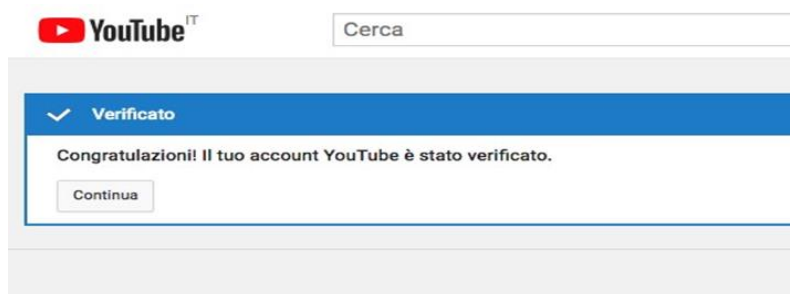 YouTube IT
Cerca
Verificato
Congratulazioni! Il tuo account YouTube è stato verificato.
Continua